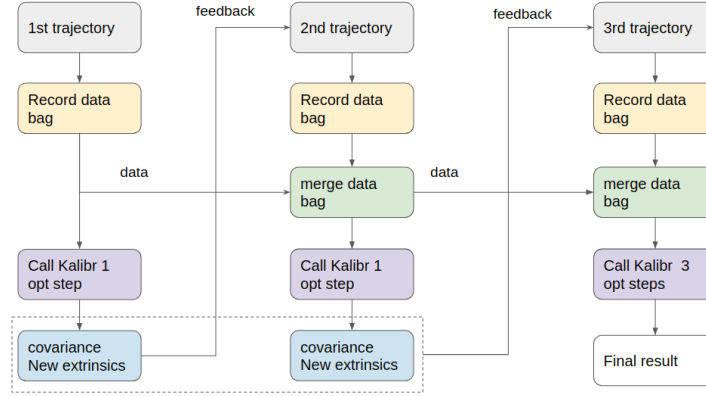 1st trajectory
feedback
2nd trajectory
feedback
3rd trajectory
Record data
bag
Record data
bag
Record data
bag
data
merge data
bag
data
merge data
bag
Call Kalibr 1
opt step
Call Kalibr 1
opt step
Call Kalibr 3
opt steps
covariance
New extrinsics
covariance
New extrinsics
Final result